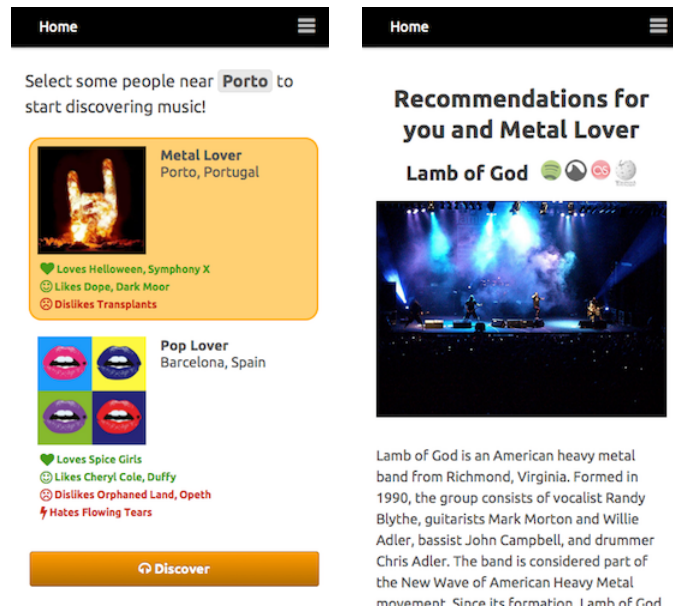 Home
Select some people near Porto to
start discovering music!
Metal Lover
Porto, Portugal
Loves Helloween, Symphony X
Likes Dope, Dark Moor
Dislikes Transplants
Pop Lover
Barcelona, Spain
Loves Spice Girls
Likes Cheryl Cole, Duffy
Dislikes Orphaned Land, Opeth
Hates Flowing Tears
Discover
Home
Recommendations for
you and Metal Lover
Lamb of God
Lamb of God is an American heavy metal
band from Richmond, Virginia. Formed in
1990, the group consists of vocalist Randy
Blythe, guitarists Mark Morton and Willie
Adler, bassist John Campbell, and drummer
Chris Adler. The band is considered part of
the New Wave of American Heavy Metal
movement. Since its formation, Lamb of God